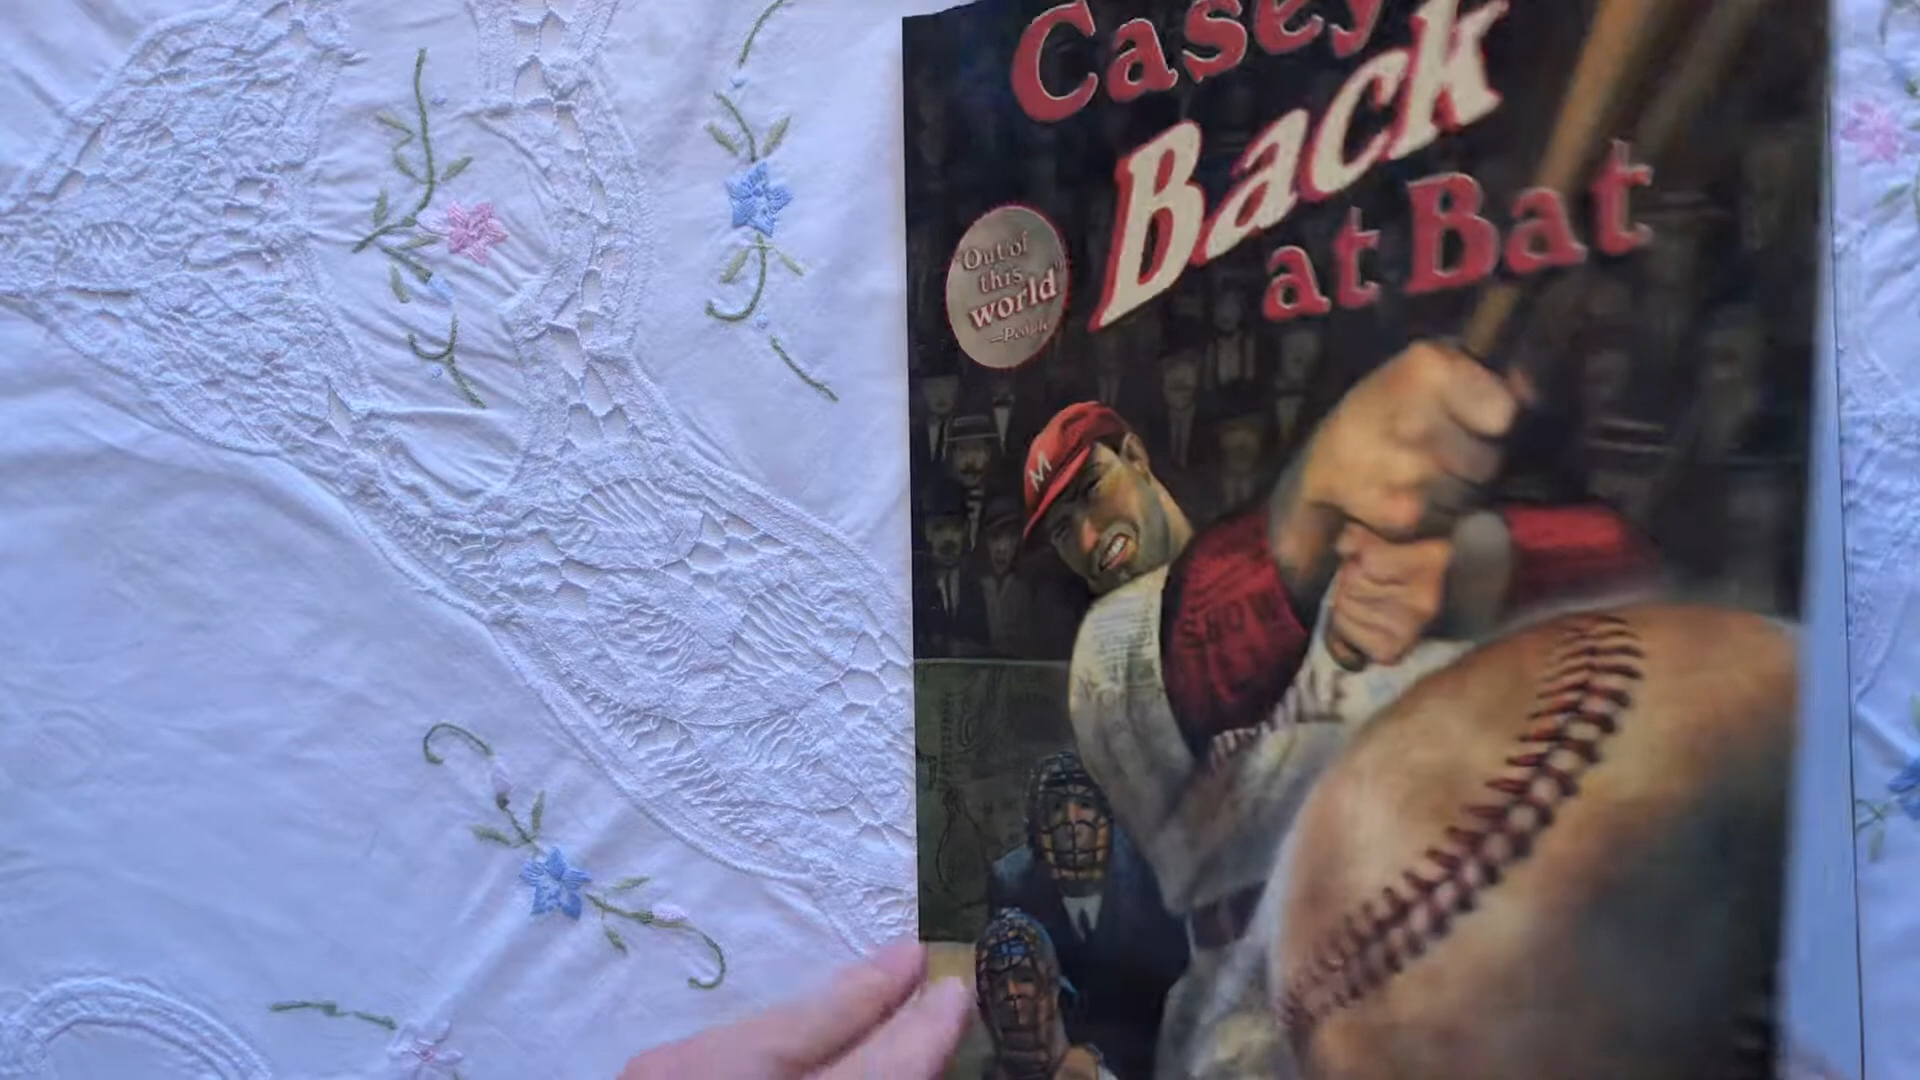 Casey
Back
at Bat
"Out of
this
world"
—People
M